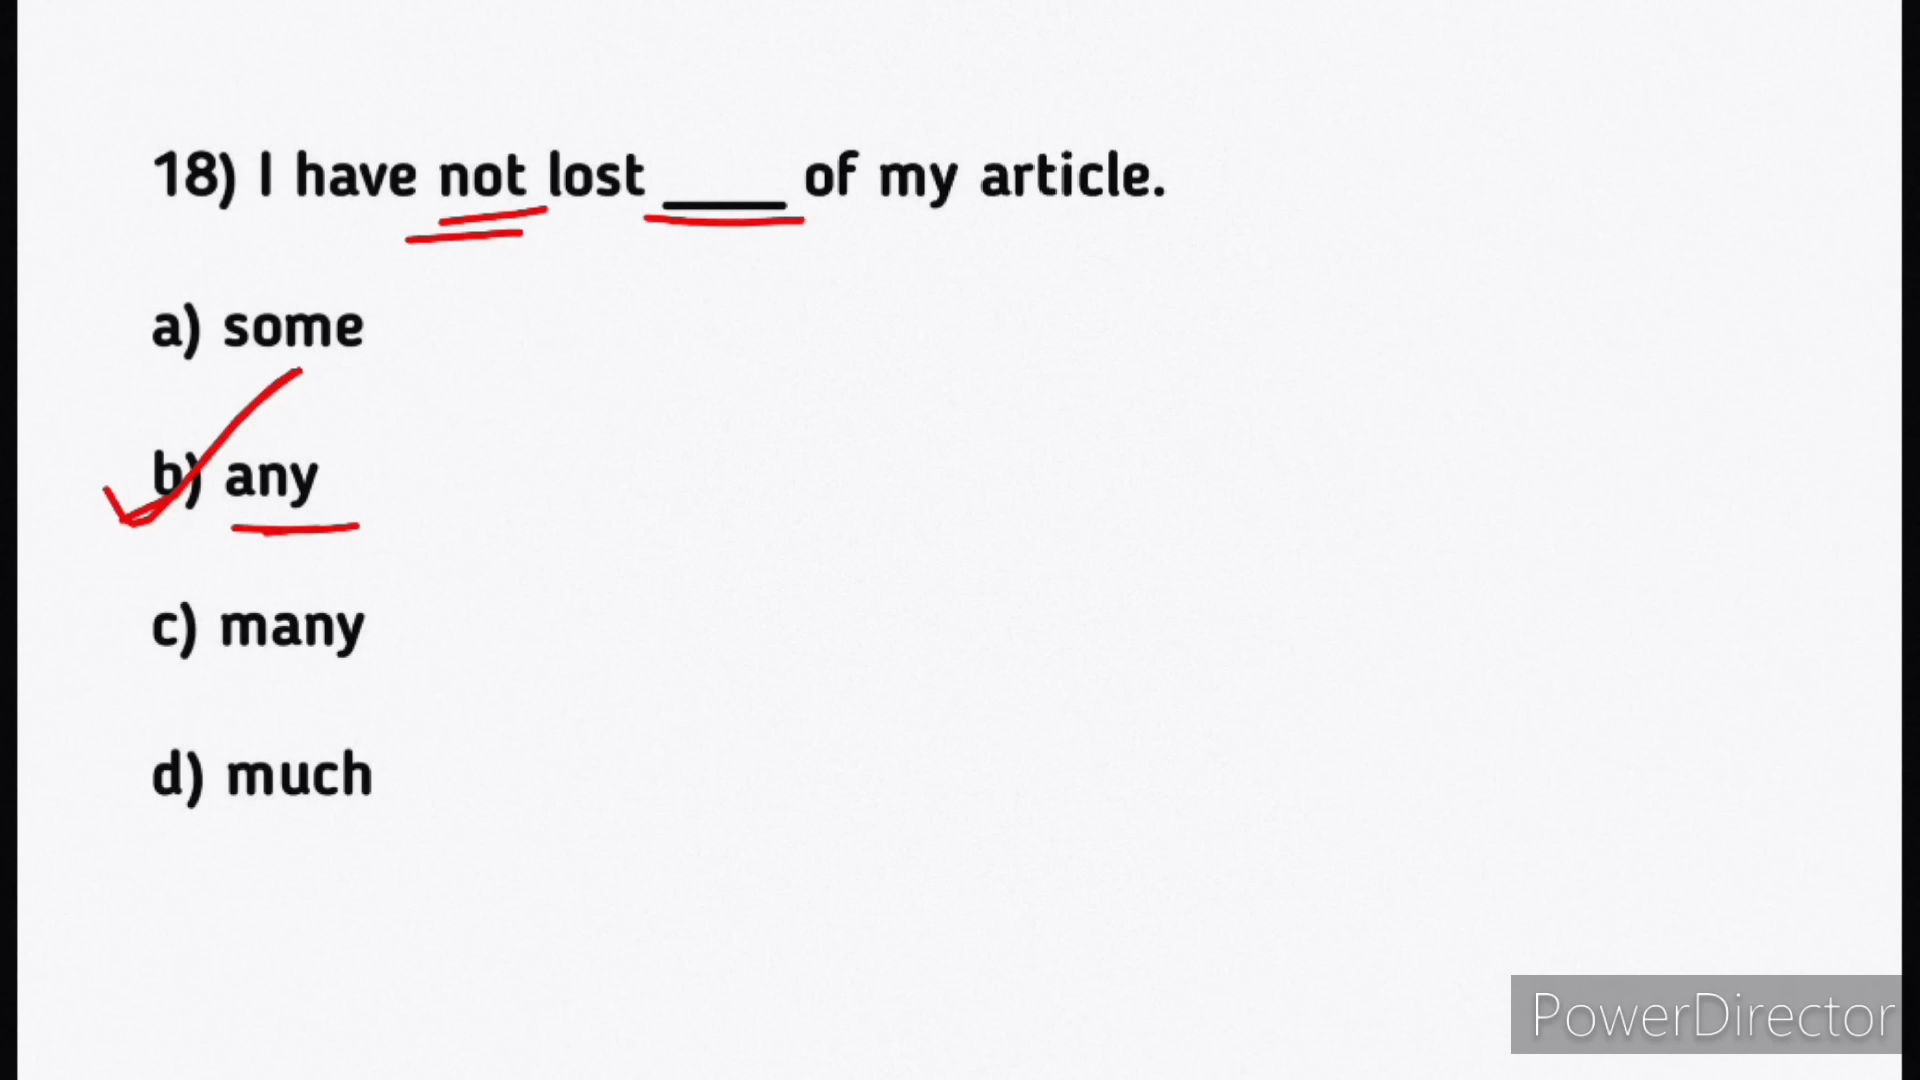 18) I have not lost ____ of my article.
a) some
b) any
c) many
d) much
PowerDirector